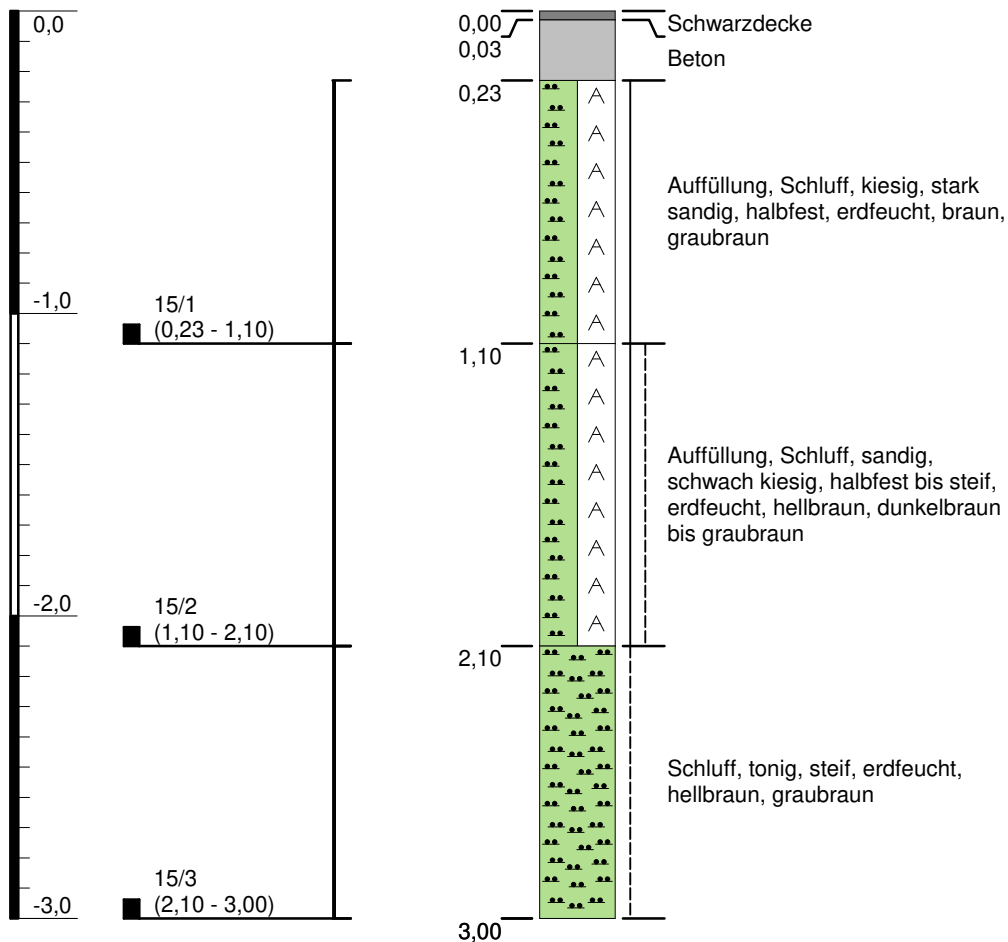 0,0
-1,0
-2,0
-3,0
15/1
(0,23 - 1,10)
15/2
(1,10 - 2,10)
15/3
(2,10 - 3,00)
0,00
0,03
0,23
1,10
2,10
3,00
Schwarzdecke
Beton
Auffüllung, Schluff, kiesig, stark
sandig, halbfest, erdfeucht, braun,
graubraun
Auffüllung, Schluff, sandig,
schwach kiesig, halbfest bis steif,
erdfeucht, hellbraun, dunkelbraun
bis graubraun
Schluff, tonig, steif, erdfeucht,
hellbraun, graubraun